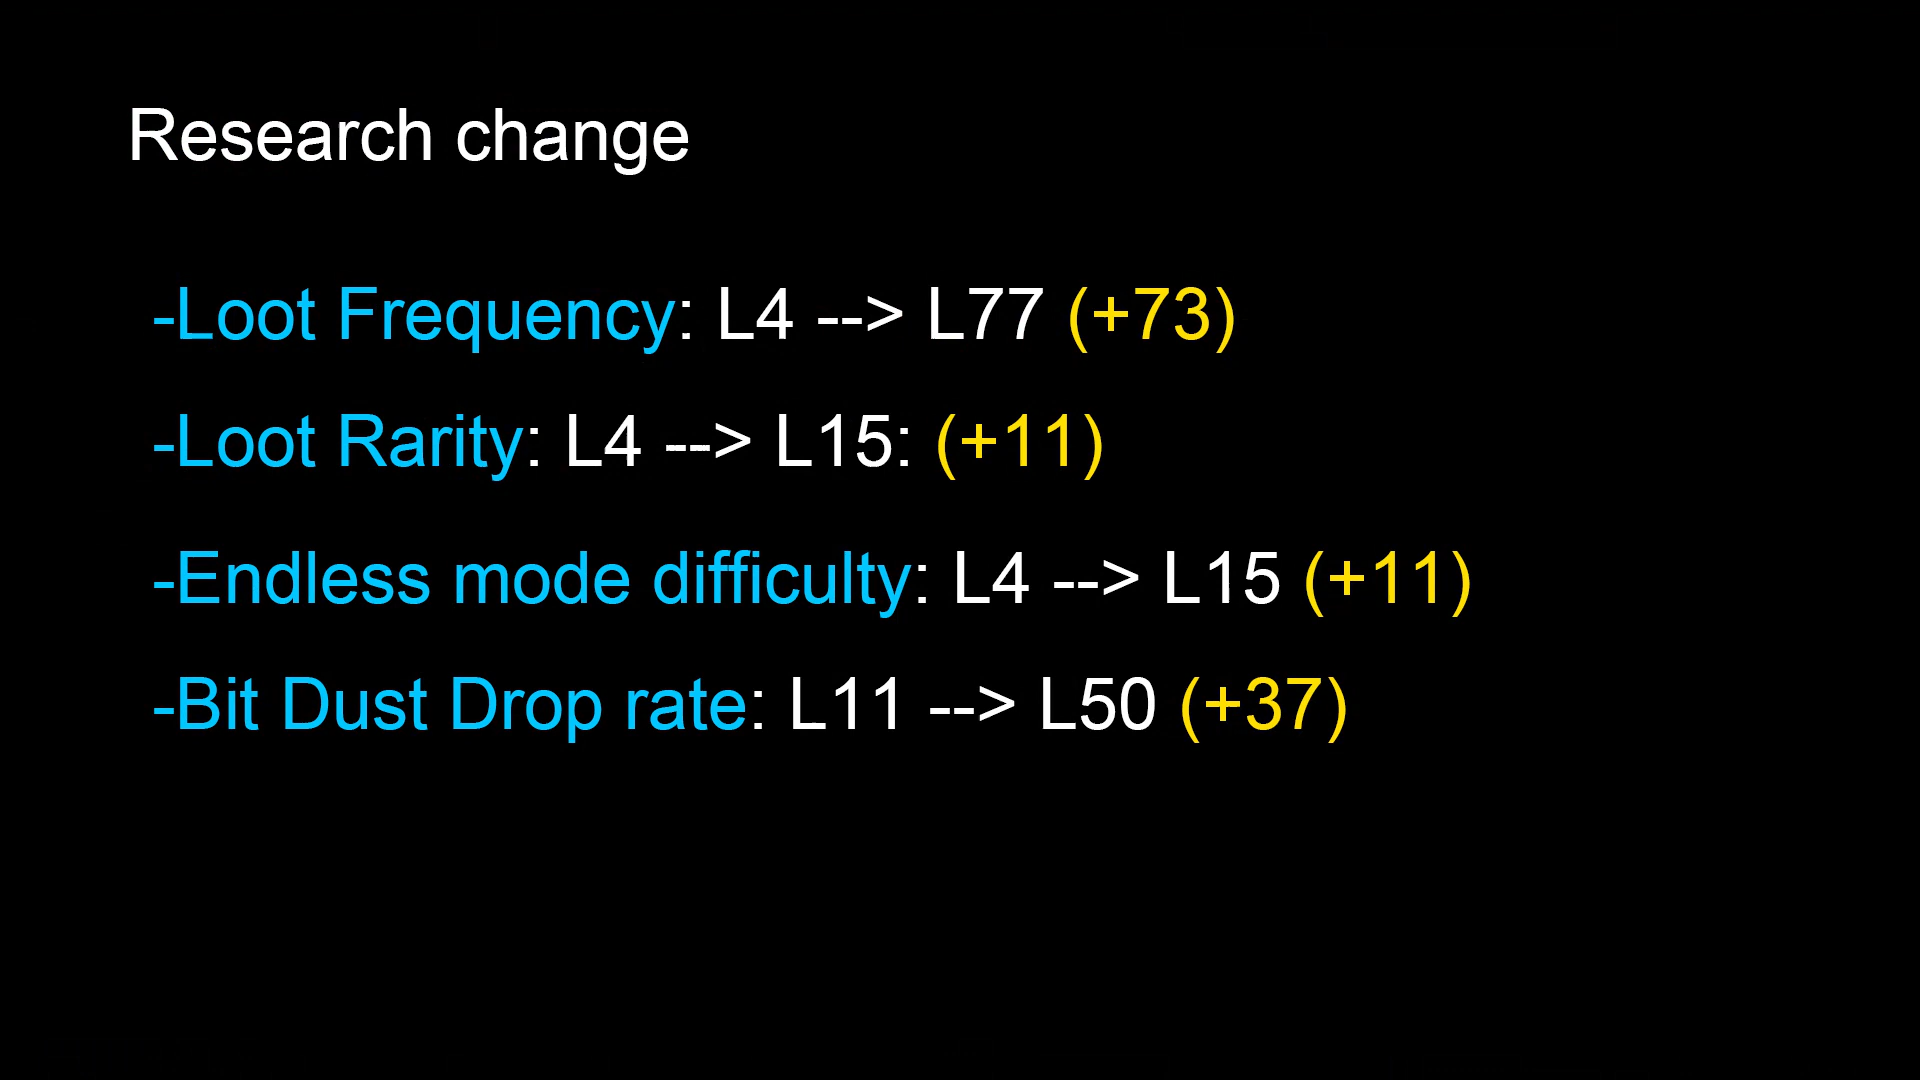 Research change
-Loot Frequency: L4 --> L77 (+73)
-Loot Rarity: L4 --> L15: (+11)
-Endless mode difficulty: L4 --> L15 (+11)
-Bit Dust Drop rate: L11 --> L50 (+37)